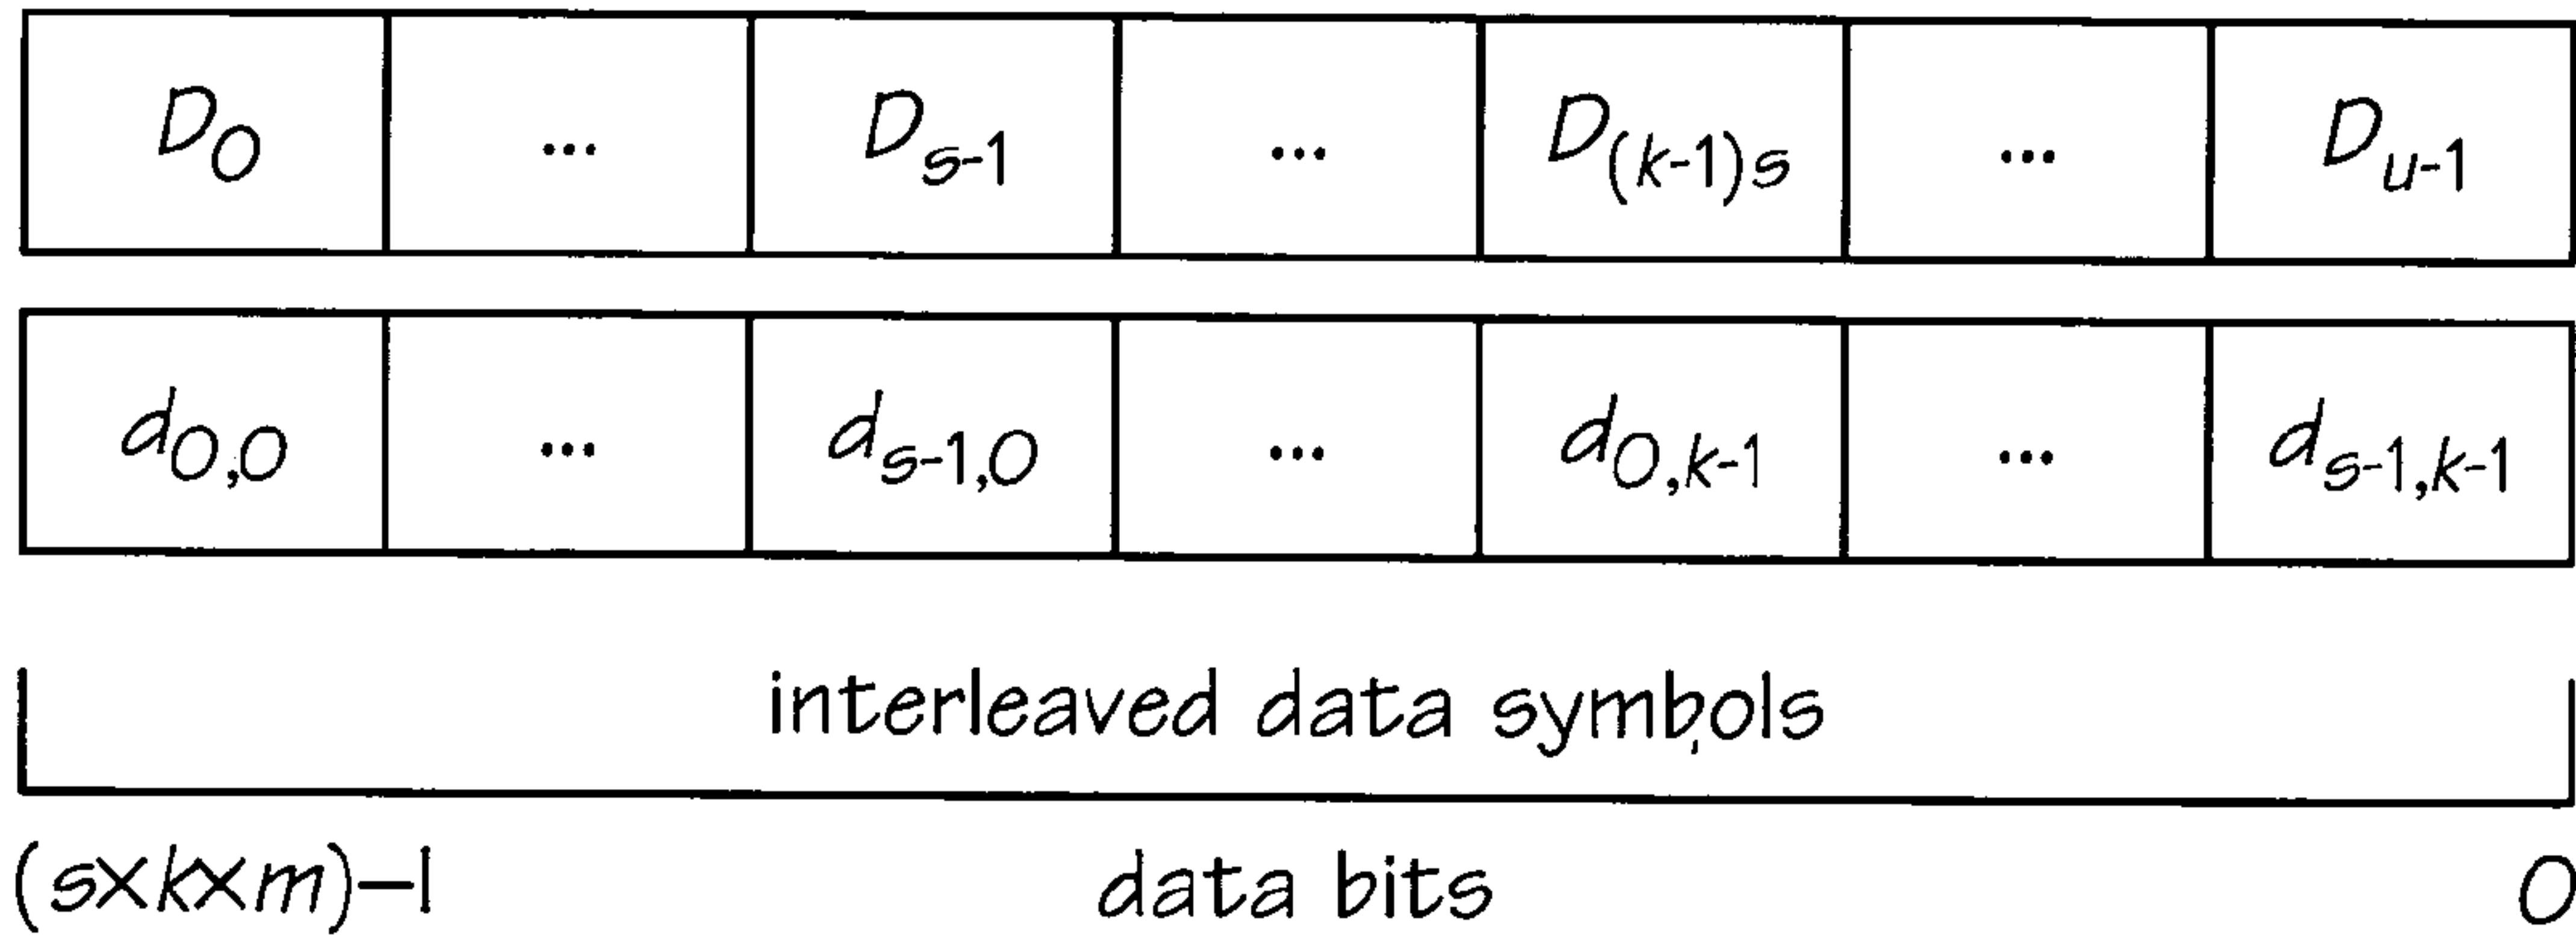 D0 ... Ds-1 ... D(k-1)s ... Du-1
d0,0 ... ds-1,0 ... d0,k-1 ... ds-1,k-1
interleaved data symbols
(s×k×m)–1 data bits 0